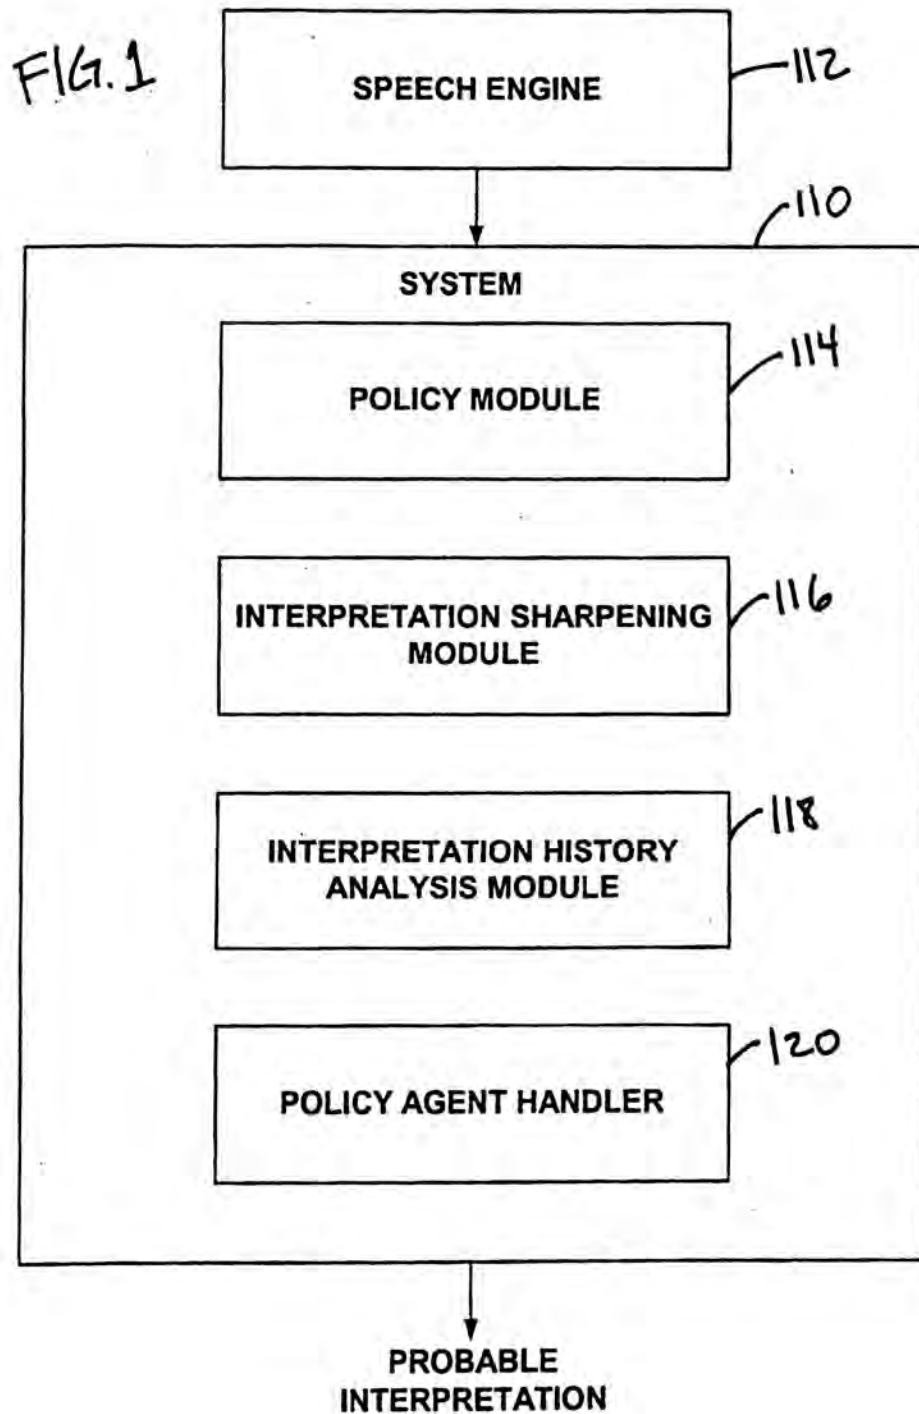 FIG.1
SPEECH ENGINE
112
110
SYSTEM
POLICY MODULE
114
INTERPRETATION SHARPENING
MODULE
116
INTERPRETATION HISTORY
ANALYSIS MODULE
118
POLICY AGENT HANDLER
120
PROBABLE
INTERPRETATION